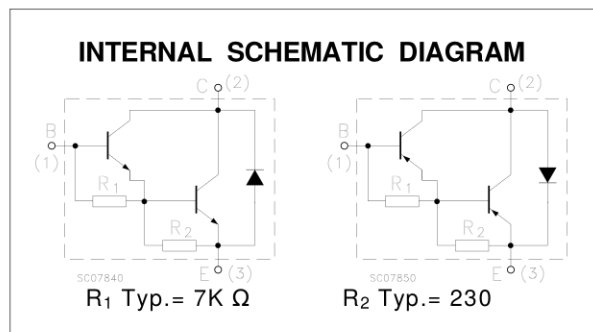 INTERNAL SCHEMATIC DIAGRAM
C (2)
B
(1)
R1
R2
SC07840
E (3)
C (2)
B
(1)
R1
R2
SC07850
E (3)
R1 Typ.= 7K Ω
R2 Typ.= 230